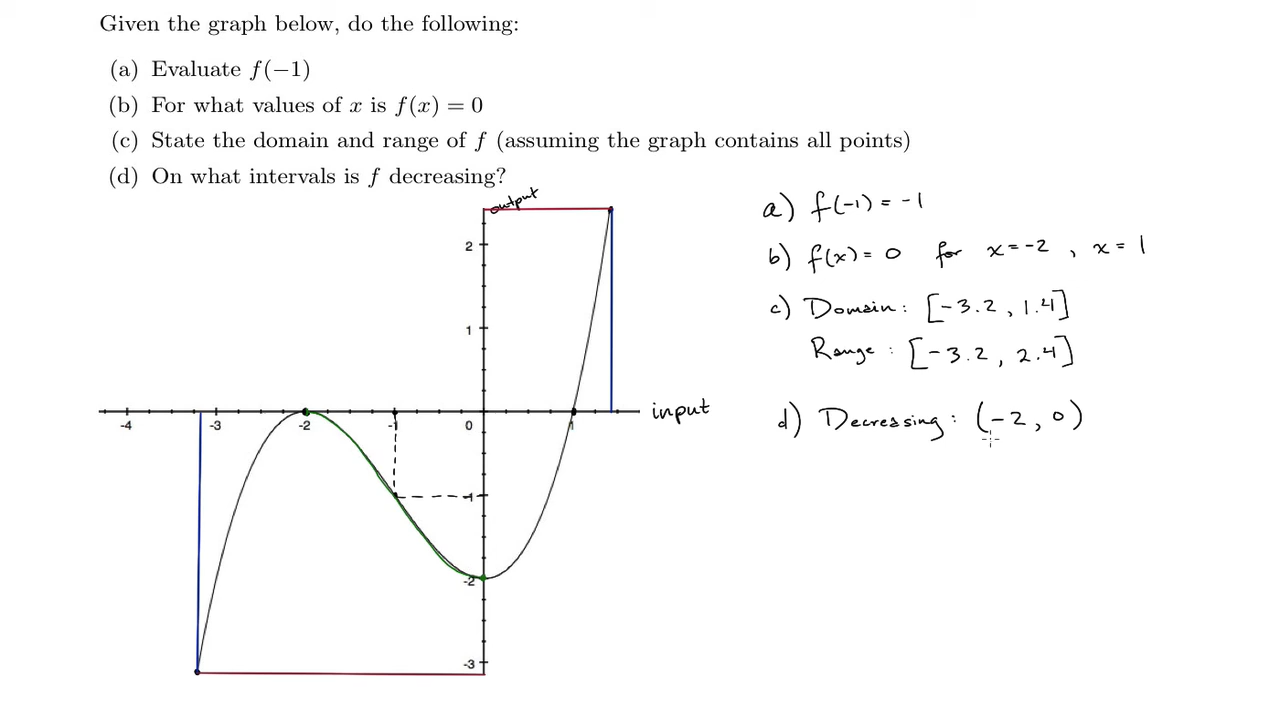 Given the graph below, do the following:
(a) Evaluate f(−1)
(b) For what values of x is f(x) = 0
(c) State the domain and range of f (assuming the graph contains all points)
(d) On what intervals is f decreasing?
output
a) f(-1) = -1
2
b) f(x) = 0 for x = -2 , x = 1
c) Domain: [-3.2, 1.4]
1
Range: [-3.2, 2.4]
input
d) Decreasing: (-2, 0)
-4 -3 -2 -1 0 1
-1
-2
-3